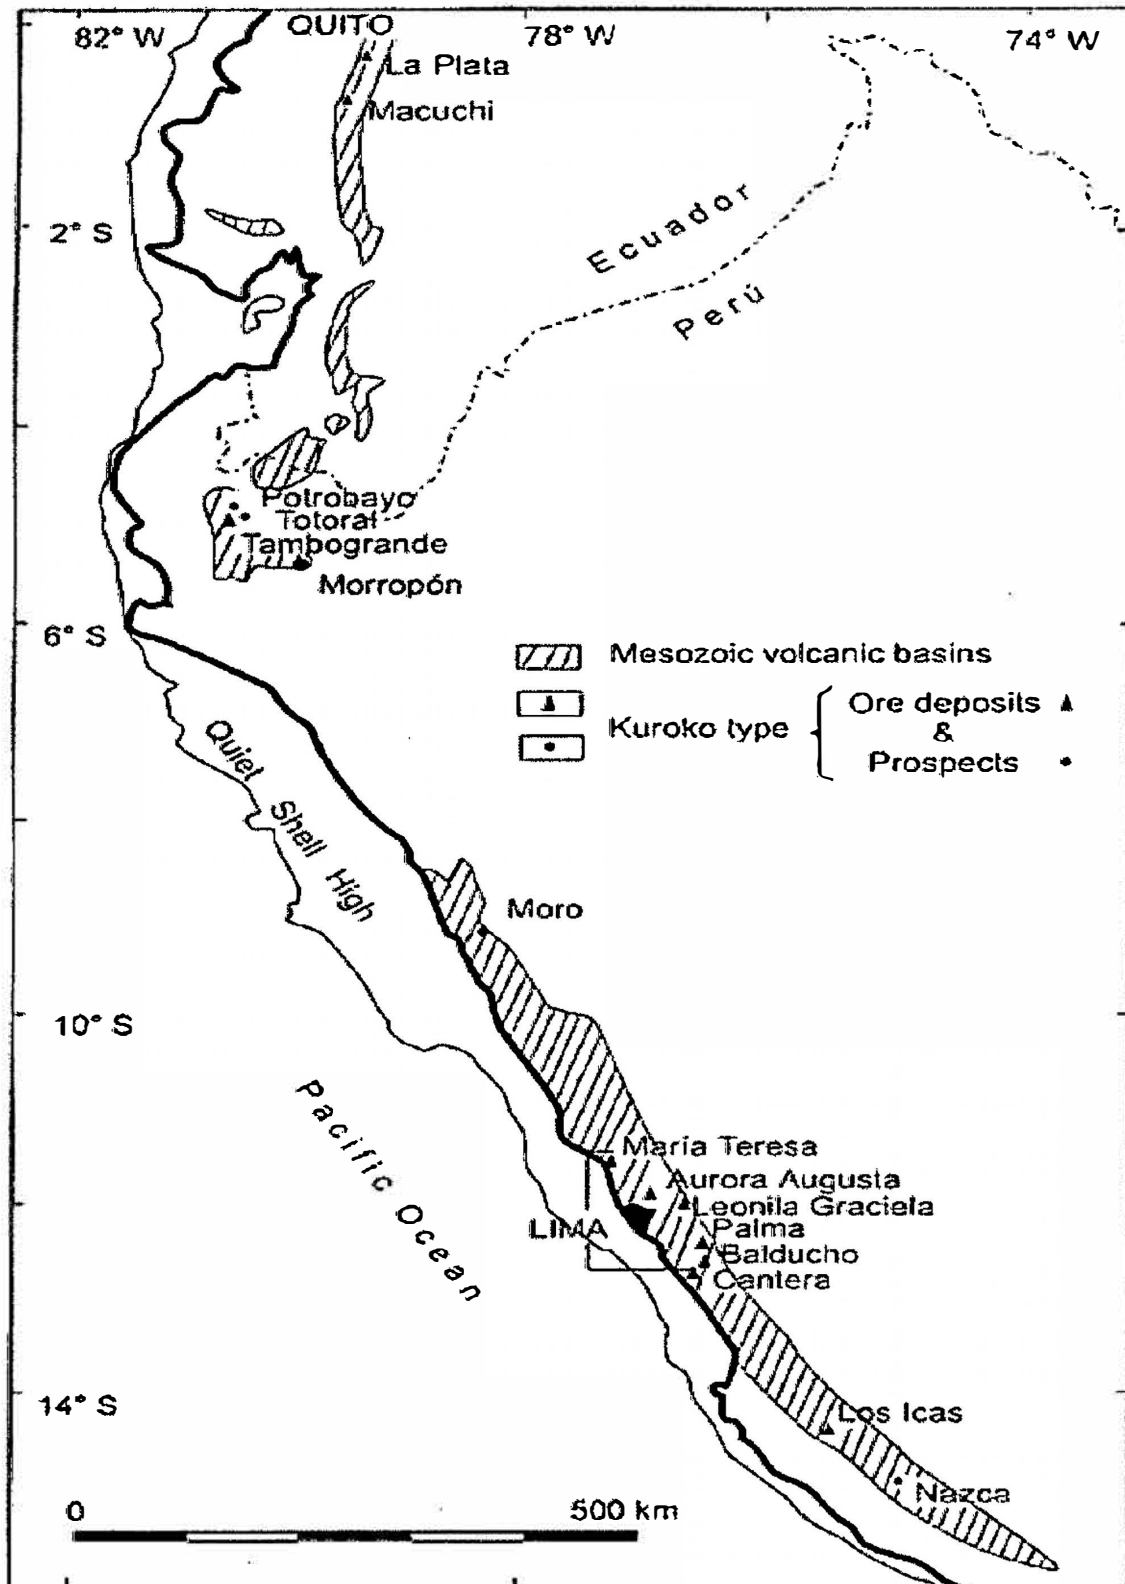 82° W
QUITO
78° W
74° W
La Plata
Macuchi
2° S
Ecuador
Perú
Potrobayo
Totoral
Tambogrande
Morropón
6° S
Mesozoic volcanic basins
Kuroko type
Ore deposits
&
Prospects
Quiet Shell High
Moro
10° S
Pacific Ocean
María Teresa
Aurora Augusta
Leonila Graciela
LIMA
Palma
Balducho
Cantera
14° S
Los Icas
Nazca
0
500 km